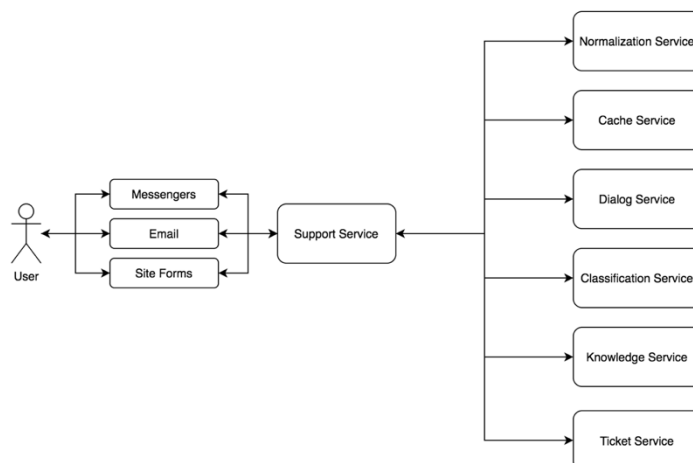 Normalization Service
Cache Service
Messengers
Dialog Service
Email
Support Service
User
Site Forms
Classification Service
Knowledge Service
Ticket Service